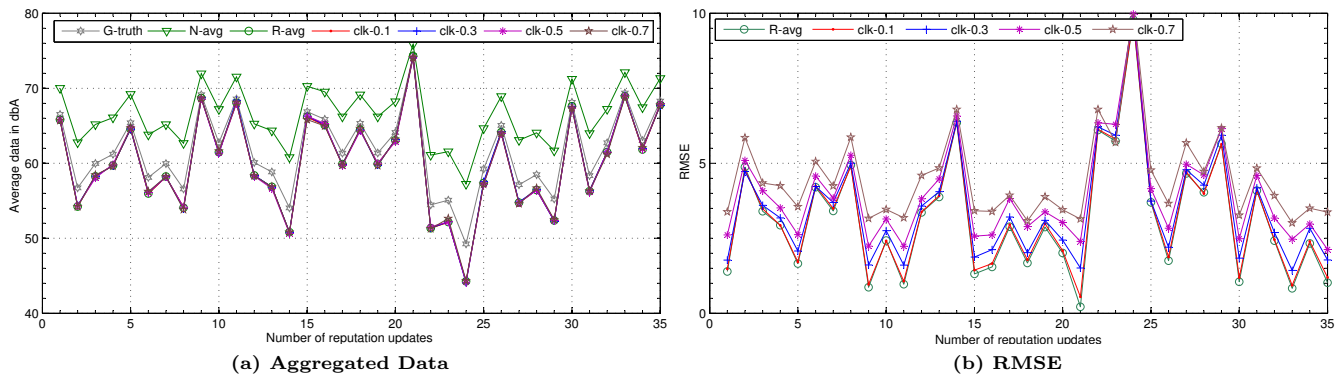 80
70
60
50
40
Average data in dbA
G-truth N-avg R-avg clk-0.1 clk-0.3 clk-0.5 clk-0.7
0 5 10 15 20 25 30 35
Number of reputation updates
(a) Aggregated Data
10
5
0
RMSE
R-avg clk-0.1 clk-0.3 clk-0.5 clk-0.7
0 5 10 15 20 25 30 35
Number of reputation updates
(b) RMSE